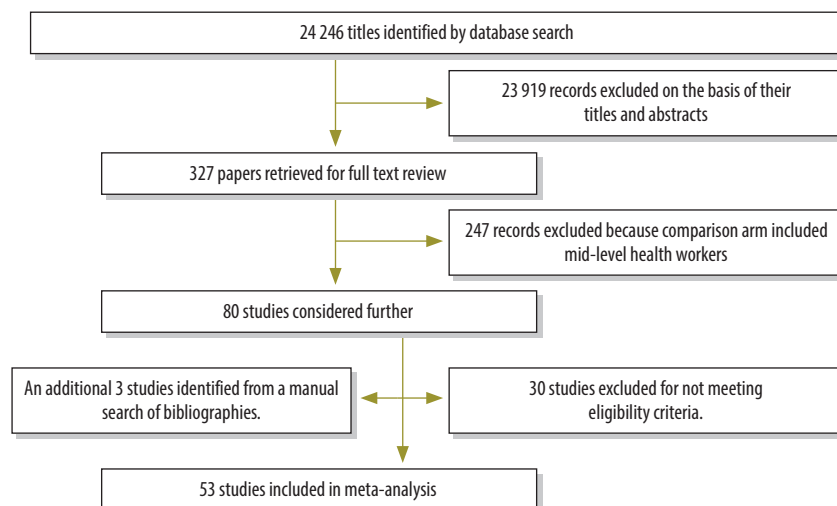 24 246 titles identified by database search
23 919 records excluded on the basis of their
titles and abstracts
327 papers retrieved for full text review
247 records excluded because comparison arm included
mid-level health workers
80 studies considered further
An additional 3 studies identified from a manual
search of bibliographies.
30 studies excluded for not meeting
eligibility criteria.
53 studies included in meta-analysis